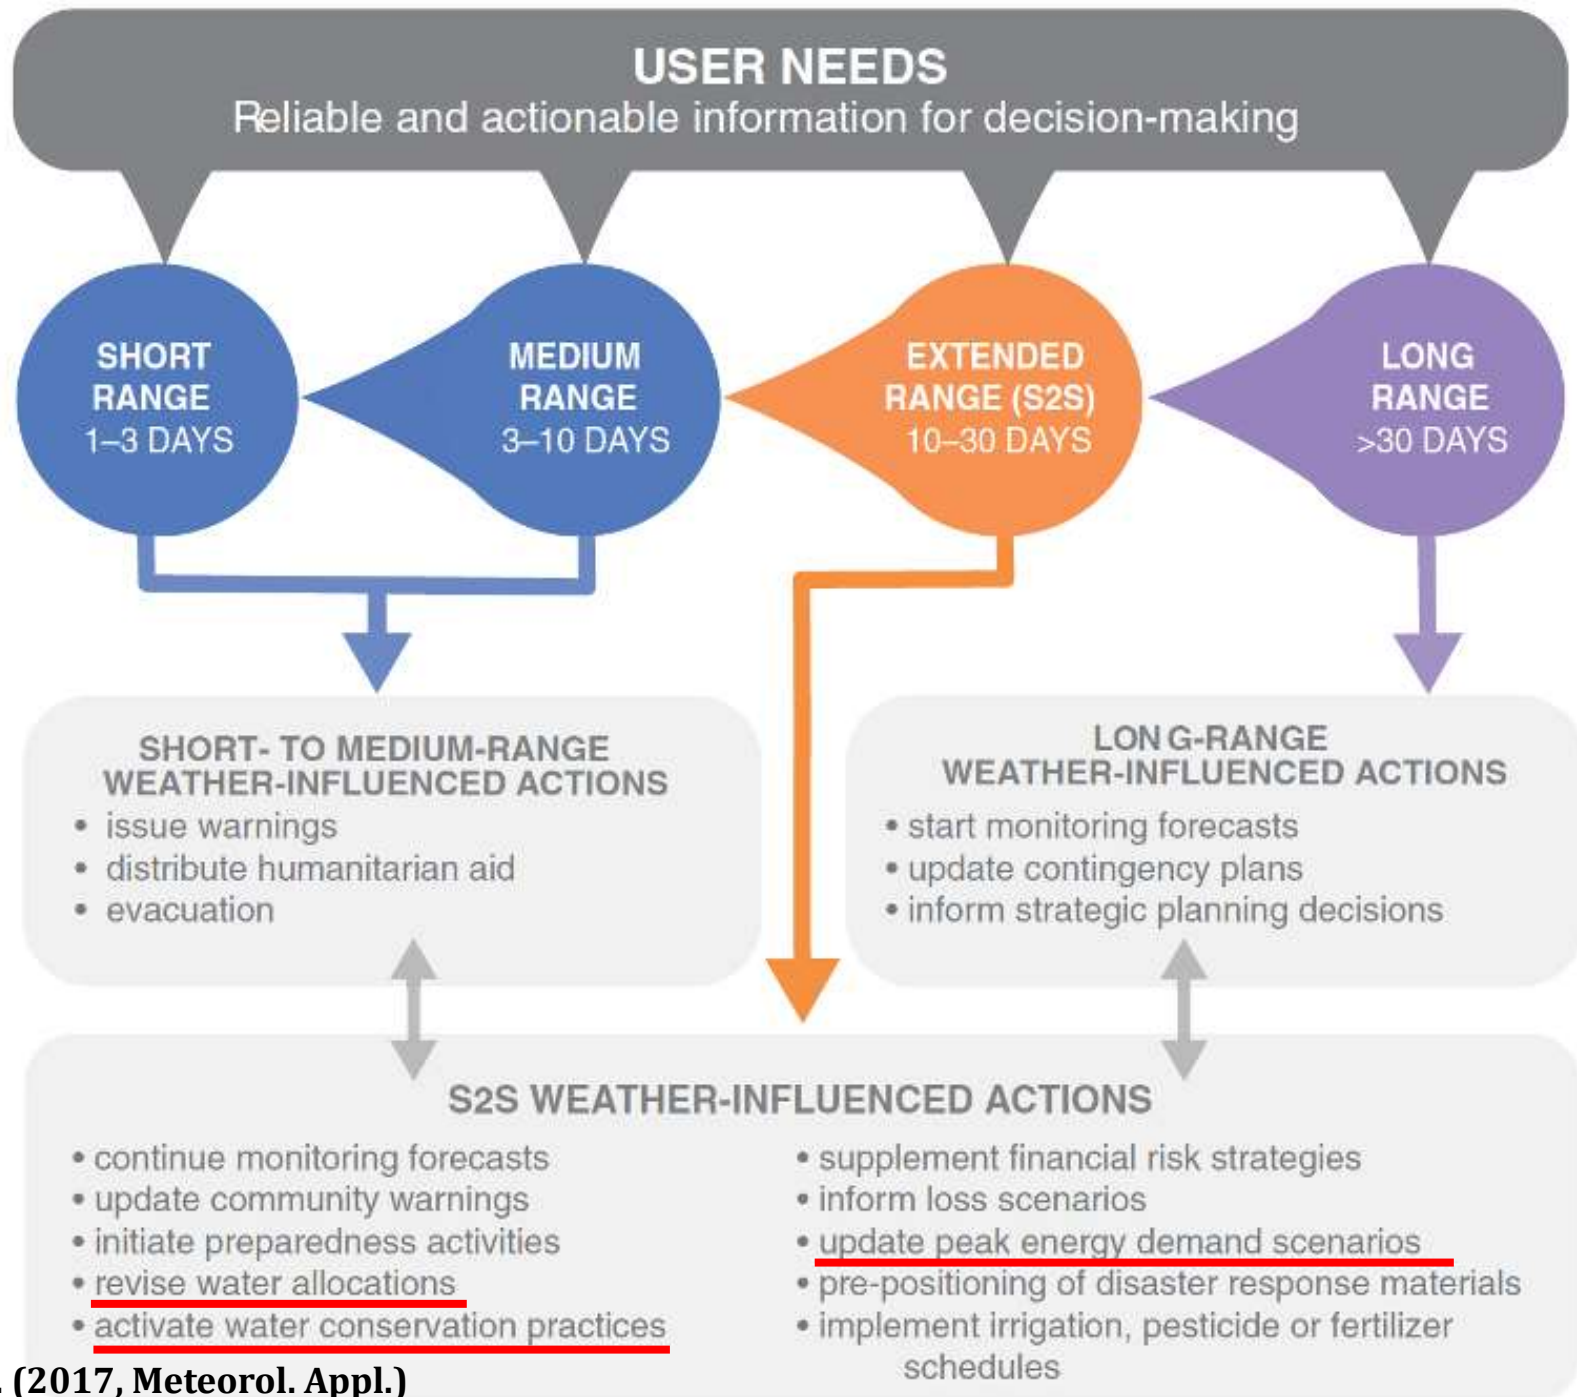 USER NEEDS
Reliable and actionable information for decision-making
SHORT
RANGE
1–3 DAYS
MEDIUM
RANGE
3–10 DAYS
EXTENDED
RANGE (S2S)
10–30 DAYS
LONG
RANGE
>30 DAYS
SHORT- TO MEDIUM-RANGE
WEATHER-INFLUENCED ACTIONS
• issue warnings
• distribute humanitarian aid
• evacuation
LONG-RANGE
WEATHER-INFLUENCED ACTIONS
• start monitoring forecasts
• update contingency plans
• inform strategic planning decisions
S2S WEATHER-INFLUENCED ACTIONS
• continue monitoring forecasts
• update community warnings
• initiate preparedness activities
• revise water allocations
• activate water conservation practices
• supplement financial risk strategies
• inform loss scenarios
• update peak energy demand scenarios
• pre-positioning of disaster response materials
• implement irrigation, pesticide or fertilizer
schedules
. (2017, Meteorol. Appl.)